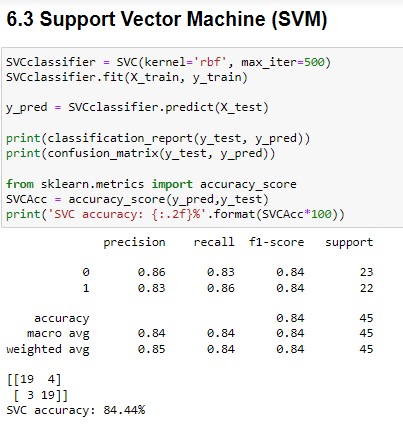 6.3 Support Vector Machine (SVM)
SVCclassifier = SVC(kernel='rbf', max_iter=500)
SVCclassifier.fit(X_train, y_train)
y_pred = SVCclassifier.predict(X_test)
print(classification_report(y_test, y_pred))
print(confusion_matrix(y_test, y_pred))
from sklearn.metrics import accuracy_score
SVCAcc = accuracy_score(y_pred,y_test)
print('SVC accuracy: {:.2f}%'.format(SVCAcc*100))
precision recall f1-score support
0 0.86 0.83 0.84 23
1 0.83 0.86 0.84 22
accuracy 0.84 45
macro avg 0.84 0.84 0.84 45
weighted avg 0.85 0.84 0.84 45
[[19 4]
[ 3 19]]
SVC accuracy: 84.44%